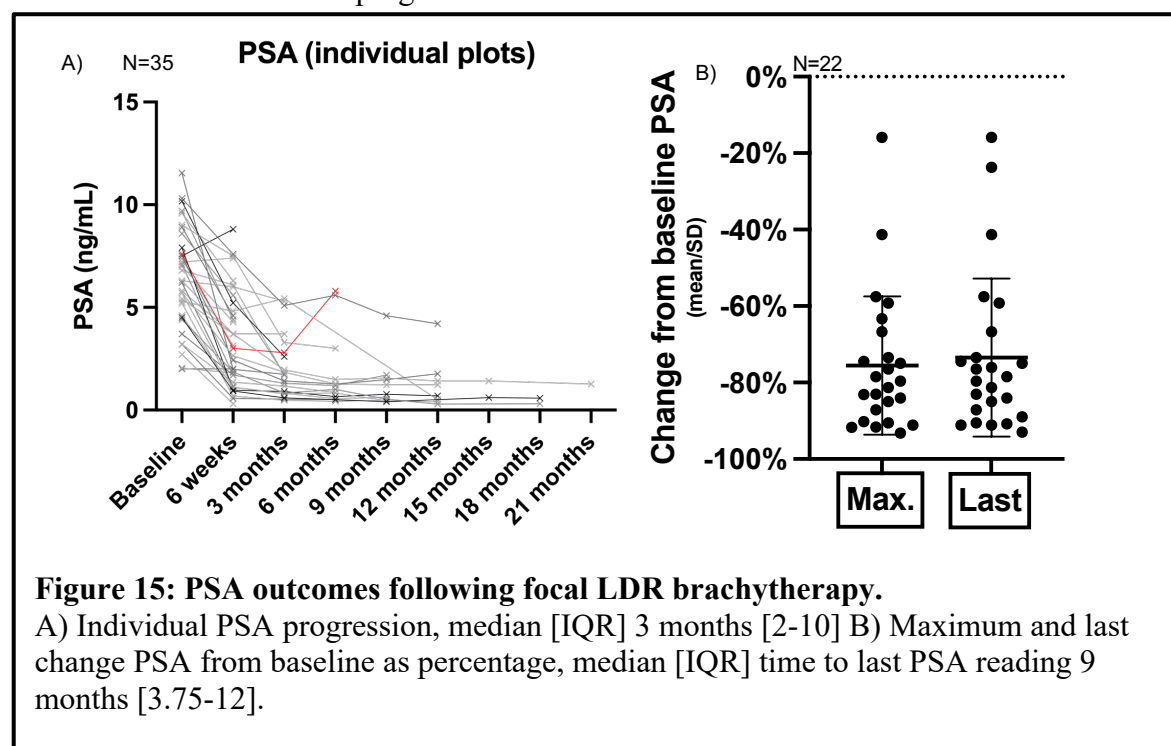 A)
N=35
PSA (individual plots)
PSA (ng/mL)
15
10
5
0
Baseline
6 weeks
3 months
6 months
9 months
12 months
15 months
18 months
21 months
B)
N=22
Change from baseline PSA
(mean/SD)
0%
-20%
-40%
-60%
-80%
-100%
Max.
Last
Figure 15: PSA outcomes following focal LDR brachytherapy.
A) Individual PSA progression, median [IQR] 3 months [2-10] B) Maximum and last
change PSA from baseline as percentage, median [IQR] time to last PSA reading 9
months [3.75-12].